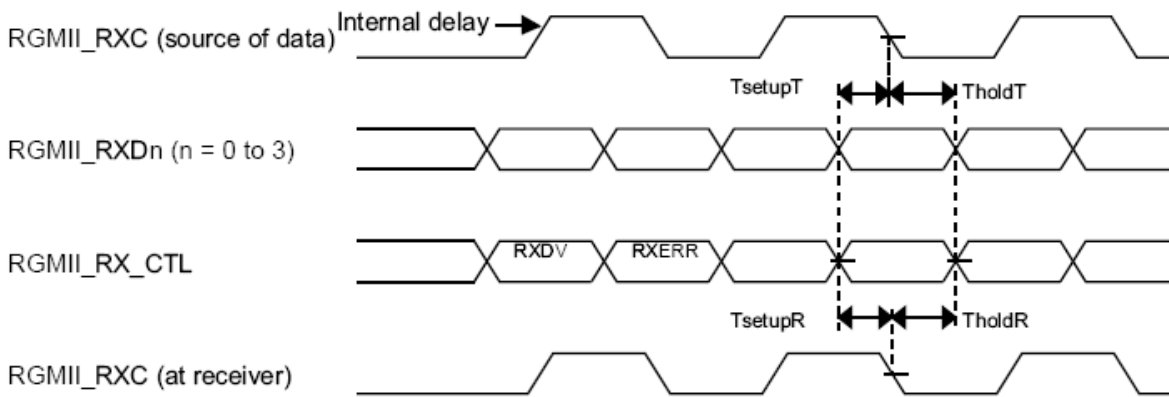 Internal delay
RGMII_RXC (source of data)
TsetupT
TholdT
RGMII_RXDn (n = 0 to 3)
RXDV
RXERR
RGMII_RX_CTL
TsetupR
TholdR
RGMII_RXC (at receiver)